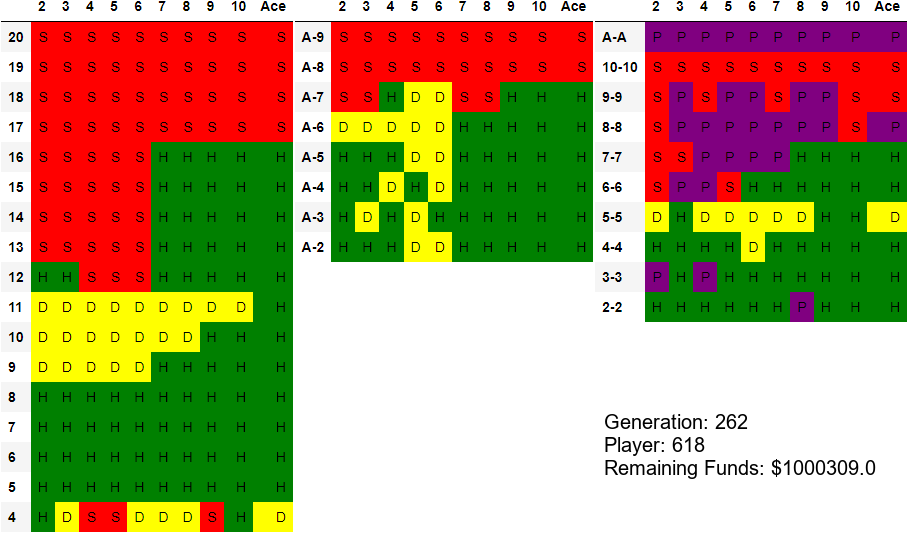 2 3 4 5 6 7 8 9 10 Ace
20 S S S S S S S S S S
19 S S S S S S S S S S
18 S S S S S S S S S S
17 S S S S S S S S S S
16 S S S S S H H H H H
15 S S S S S H H H H H
14 S S S S S H H H H H
13 S S S S S H H H H H
12 H H S S S H H H H H
11 D D D D D D D D D H
10 D D D D D D D H H H
9 D D D D D H H H H H
8 H H H H H H H H H H
7 H H H H H H H H H H
6 H H H H H H H H H H
5 H H H H H H H H H H
4 H D S S D D D S H D
2 3 4 5 6 7 8 9 10 Ace
A-9 S S S S S S S S S S
A-8 S S S S S S S S S S
A-7 S S H D D S S H H H
A-6 D D D D D H H H H H
A-5 H H H D D H H H H H
A-4 H H D H D H H H H H
A-3 H D H D H H H H H H
A-2 H H H D D H H H H H
2 3 4 5 6 7 8 9 10 Ace
A-A P P P P P P P P P P
10-10 S S S S S S S S S S
9-9 S P S P P S P P S S
8-8 S P P P P P P P S P
7-7 S S P P P P H H H H
6-6 S P P S H H H H H H
5-5 D H D D D D D H H D
4-4 H H H H D H H H H H
3-3 P H P H H H H H H H
2-2 H H H H H H P H H H
Generation: 262
Player: 618
Remaining Funds: $1000309.0